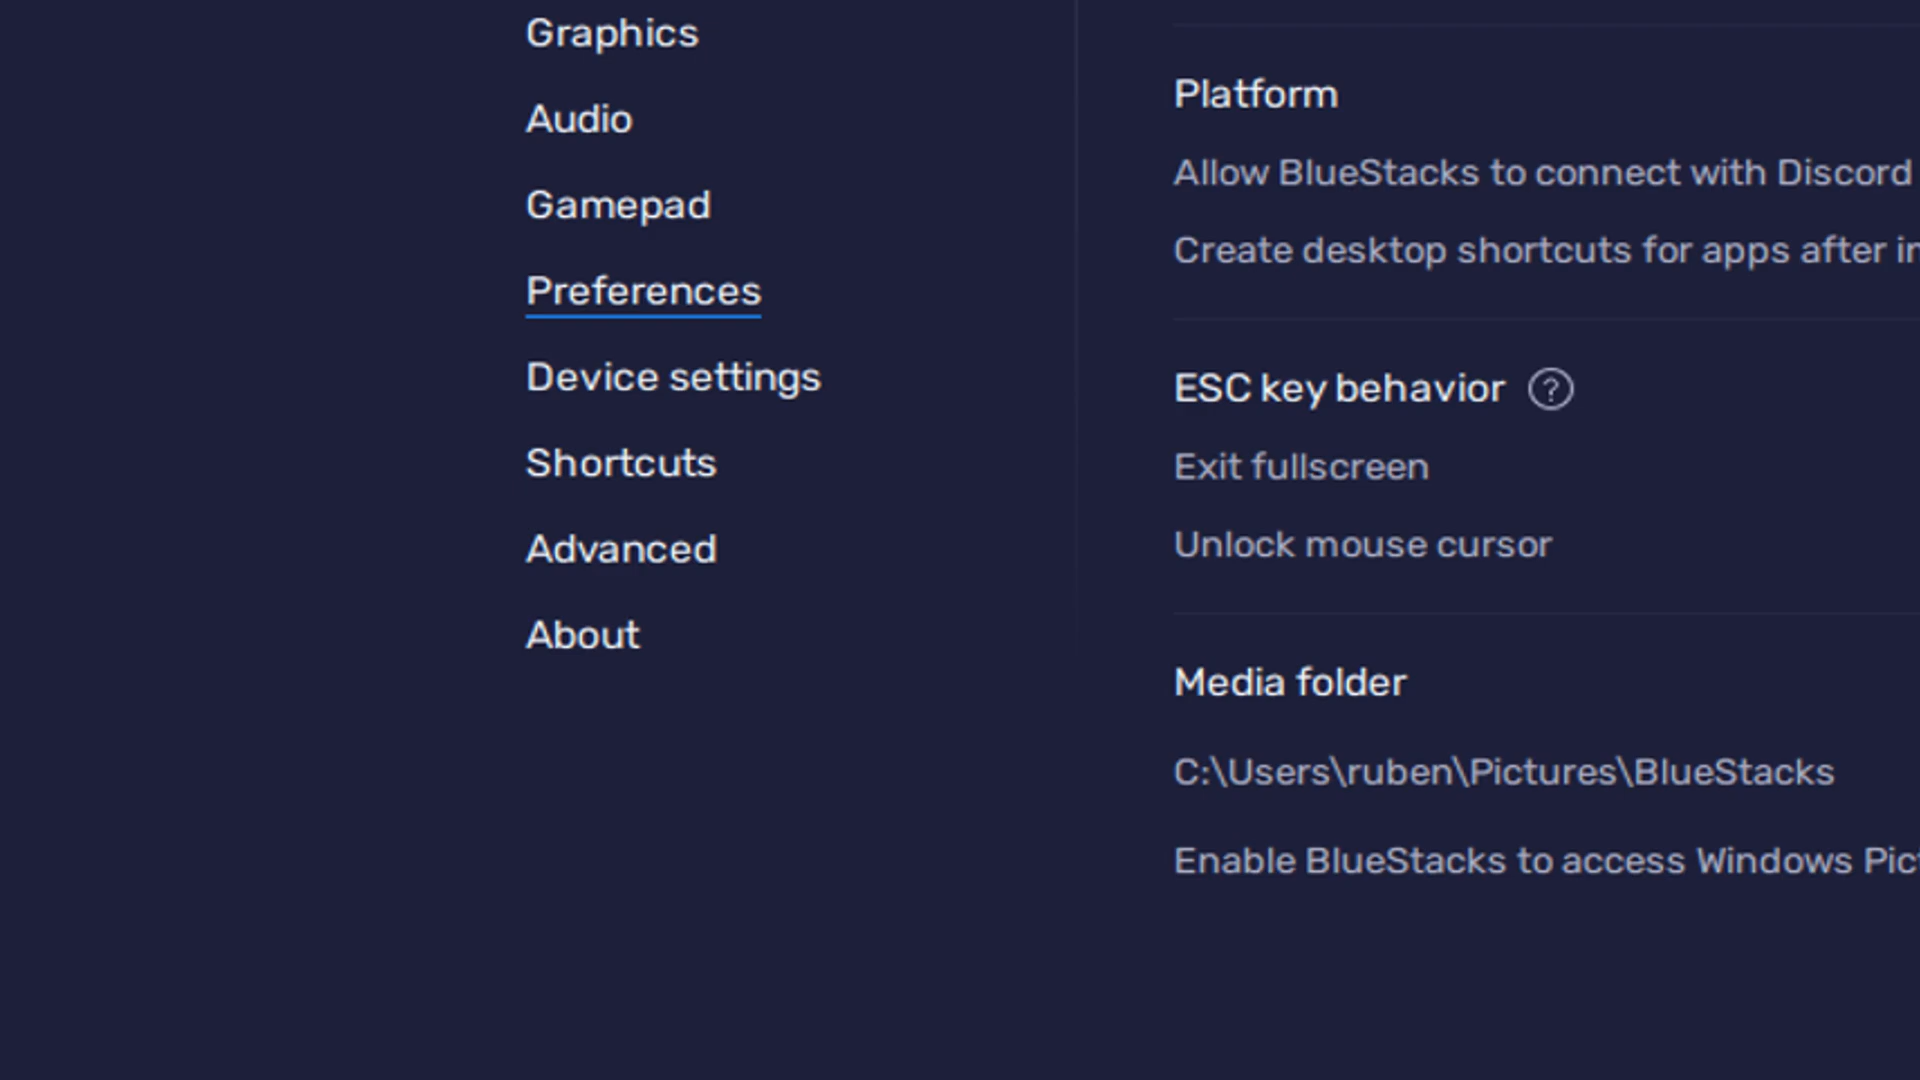 Graphics
Audio
Gamepad
Preferences
Device settings
Shortcuts
Advanced
About
Platform
Allow BlueStacks to connect with Discord
Create desktop shortcuts for apps after
ESC key behavior
Exit fullscreen
Unlock mouse cursor
Media folder
C:\Users\ruben\Pictures\BlueStacks
Enable BlueStacks to access Windows